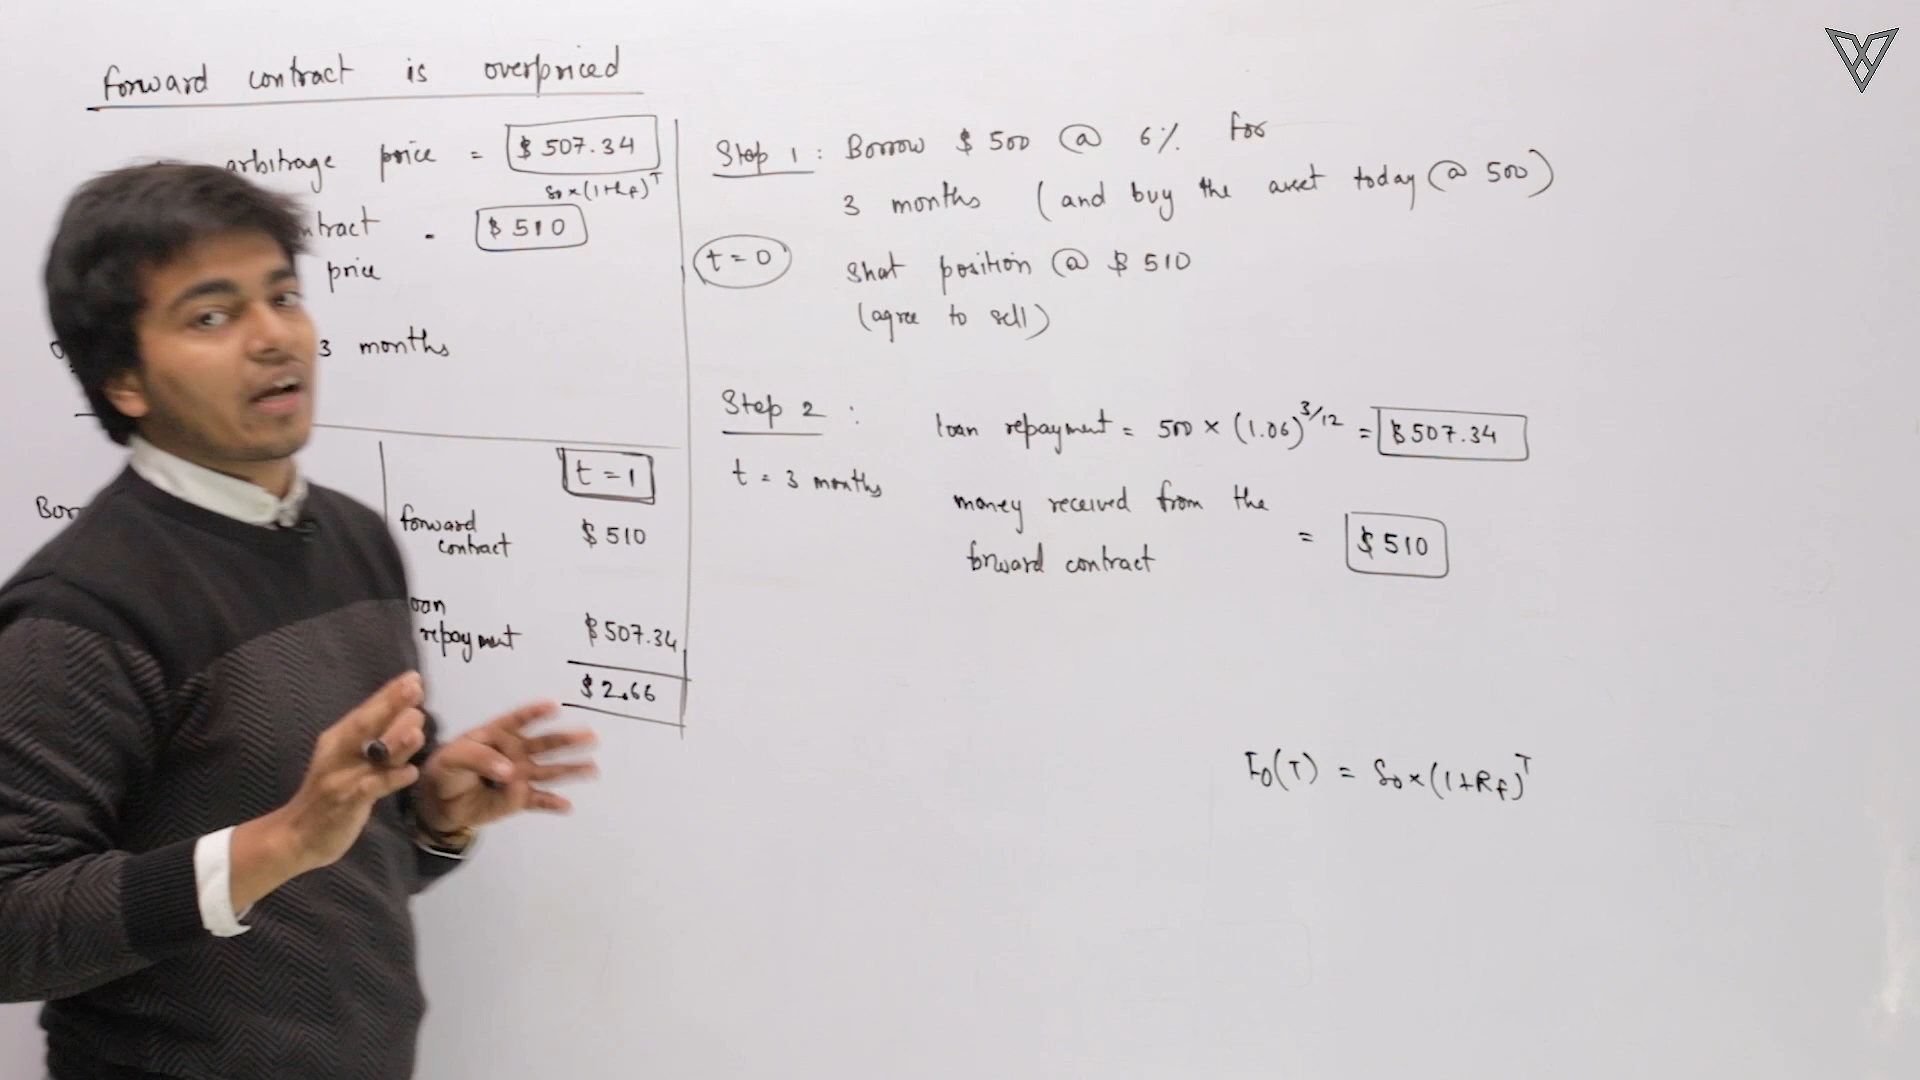 forward contract is overpriced
arbitrage price = $ 507.34
S0 × (1+Rf)^T
ntract = $ 510
price
3 months
Bor
t = 1
forward
contract $ 510
oan
repayment $ 507.34
$ 2.66
Step 1 : Borrow $ 500 @ 6% for
3 months (and buy the asset today @ 500)
t = 0
Short position @ $ 510
(agree to sell)
Step 2 :
t = 3 months
loan repayment = 500 × (1.06)^3/12 = $ 507.34
money received from the
forward contract = $ 510
F0(T) = S0 × (1+Rf)^T